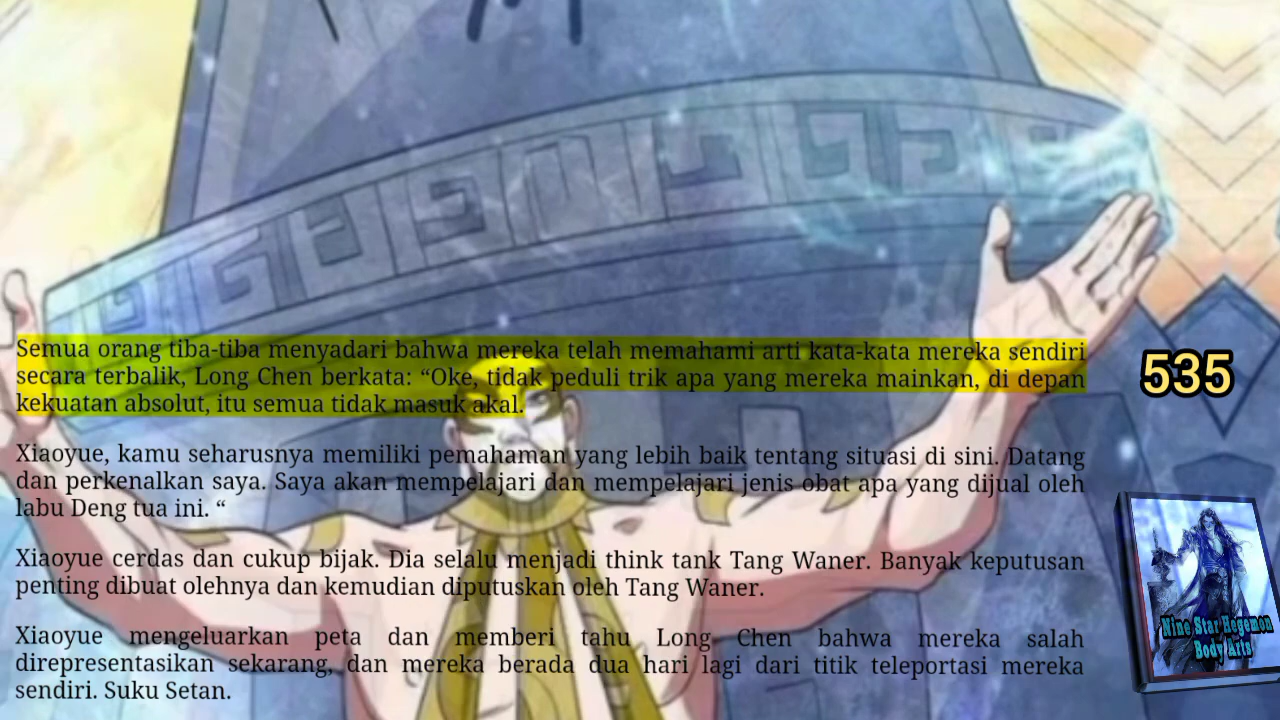 Semua orang tiba-tiba menyadari bahwa mereka telah memahami arti kata-kata mereka sendiri
secara terbalik, Long Chen berkata: “Oke, tidak peduli trik apa yang mereka mainkan, di depan
kekuatan absolut, itu semua tidak masuk akal.
Xiaoyue, kamu seharusnya memiliki pemahaman yang lebih baik tentang situasi di sini. Datang
dan perkenalkan saya. Saya akan mempelajari dan mempelajari jenis obat apa yang dijual oleh
labu Deng tua ini. “
Xiaoyue cerdas dan cukup bijak. Dia selalu menjadi think tank Tang Waner. Banyak keputusan
penting dibuat olehnya dan kemudian diputuskan oleh Tang Waner.
Xiaoyue mengeluarkan peta dan memberi tahu Long Chen bahwa mereka salah
direpresentasikan sekarang, dan mereka berada dua hari lagi dari titik teleportasi mereka
sendiri. Suku Setan.
535
Nine Star Hegemon
Body Arts